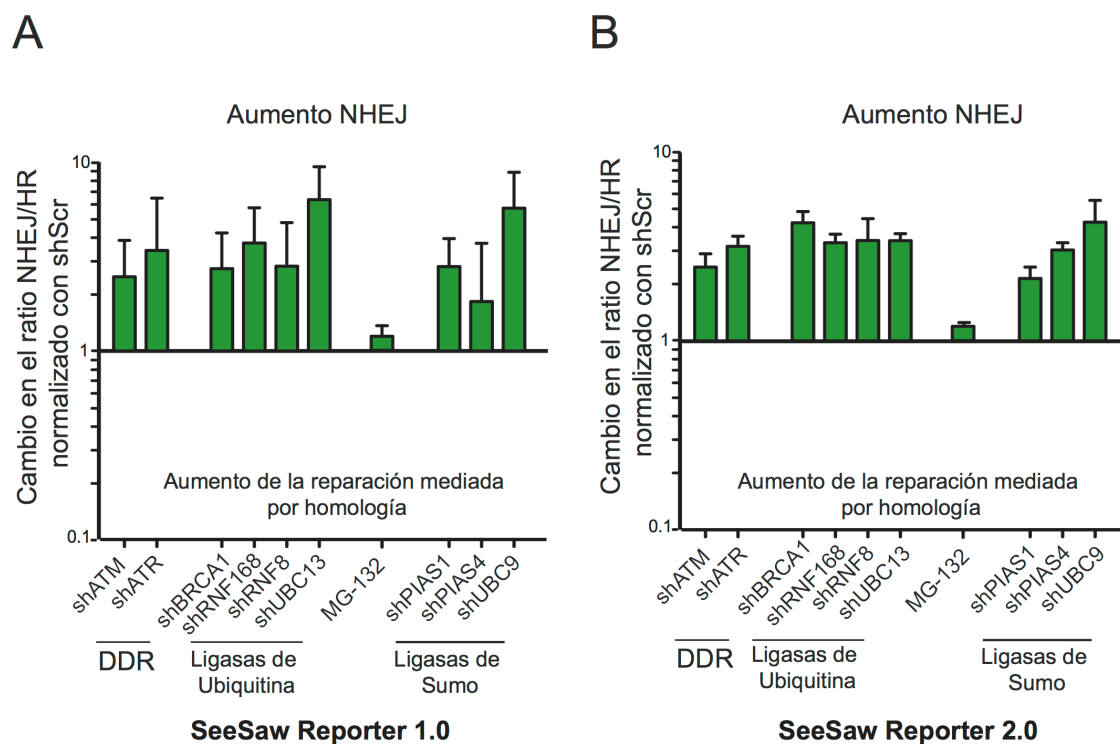 A
Aumento NHEJ
Cambio en el ratio NHEJ/HR
normalizado con shScr
10
1
0.1
Aumento de la reparación mediada
por homología
shATM
shATR
shBRCA1
shRNF168
shRNF8
shUBC13
MG-132
shPIAS1
shPIAS4
shUBC9
DDR
Ligasas de
Ubiquitina
Ligasas de
Sumo
SeeSaw Reporter 1.0
B
Aumento NHEJ
Cambio en el ratio NHEJ/HR
normalizado con shScr
10
1
0.1
Aumento de la reparación mediada
por homología
shATM
shATR
shBRCA1
shRNF168
shRNF8
shUBC13
MG-132
shPIAS1
shPIAS4
shUBC9
DDR
Ligasas de
Ubiquitina
Ligasas de
Sumo
SeeSaw Reporter 2.0